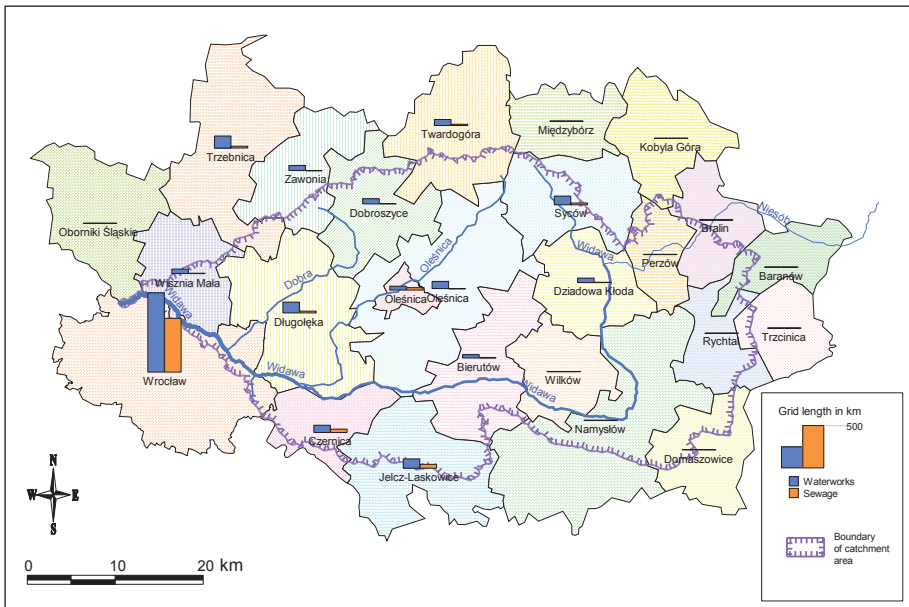 Twardogóra
Międzybórz
Kobyla Góra
Trzebnica
Zawonia
Dobroszyce
Syców
Bralin
Niesób
Oborniki Śląskie
Oleśnica
Widawa
Perzów
Wisznia Mała
Widawa
Dobra
Oleśnica
Oleśnica
Dziadowa Kłoda
Baranów
Długołęka
Rychtal
Trzcinica
Wrocław
Widawa
Bierutów
Wilków
Widawa
Namysłów
Czernica
Domaszowice
Jelcz-Laskowice
N
W
E
S
0
10
20 km
Grid length in km
500
Waterworks
Sewage
Boundary
of catchment
area